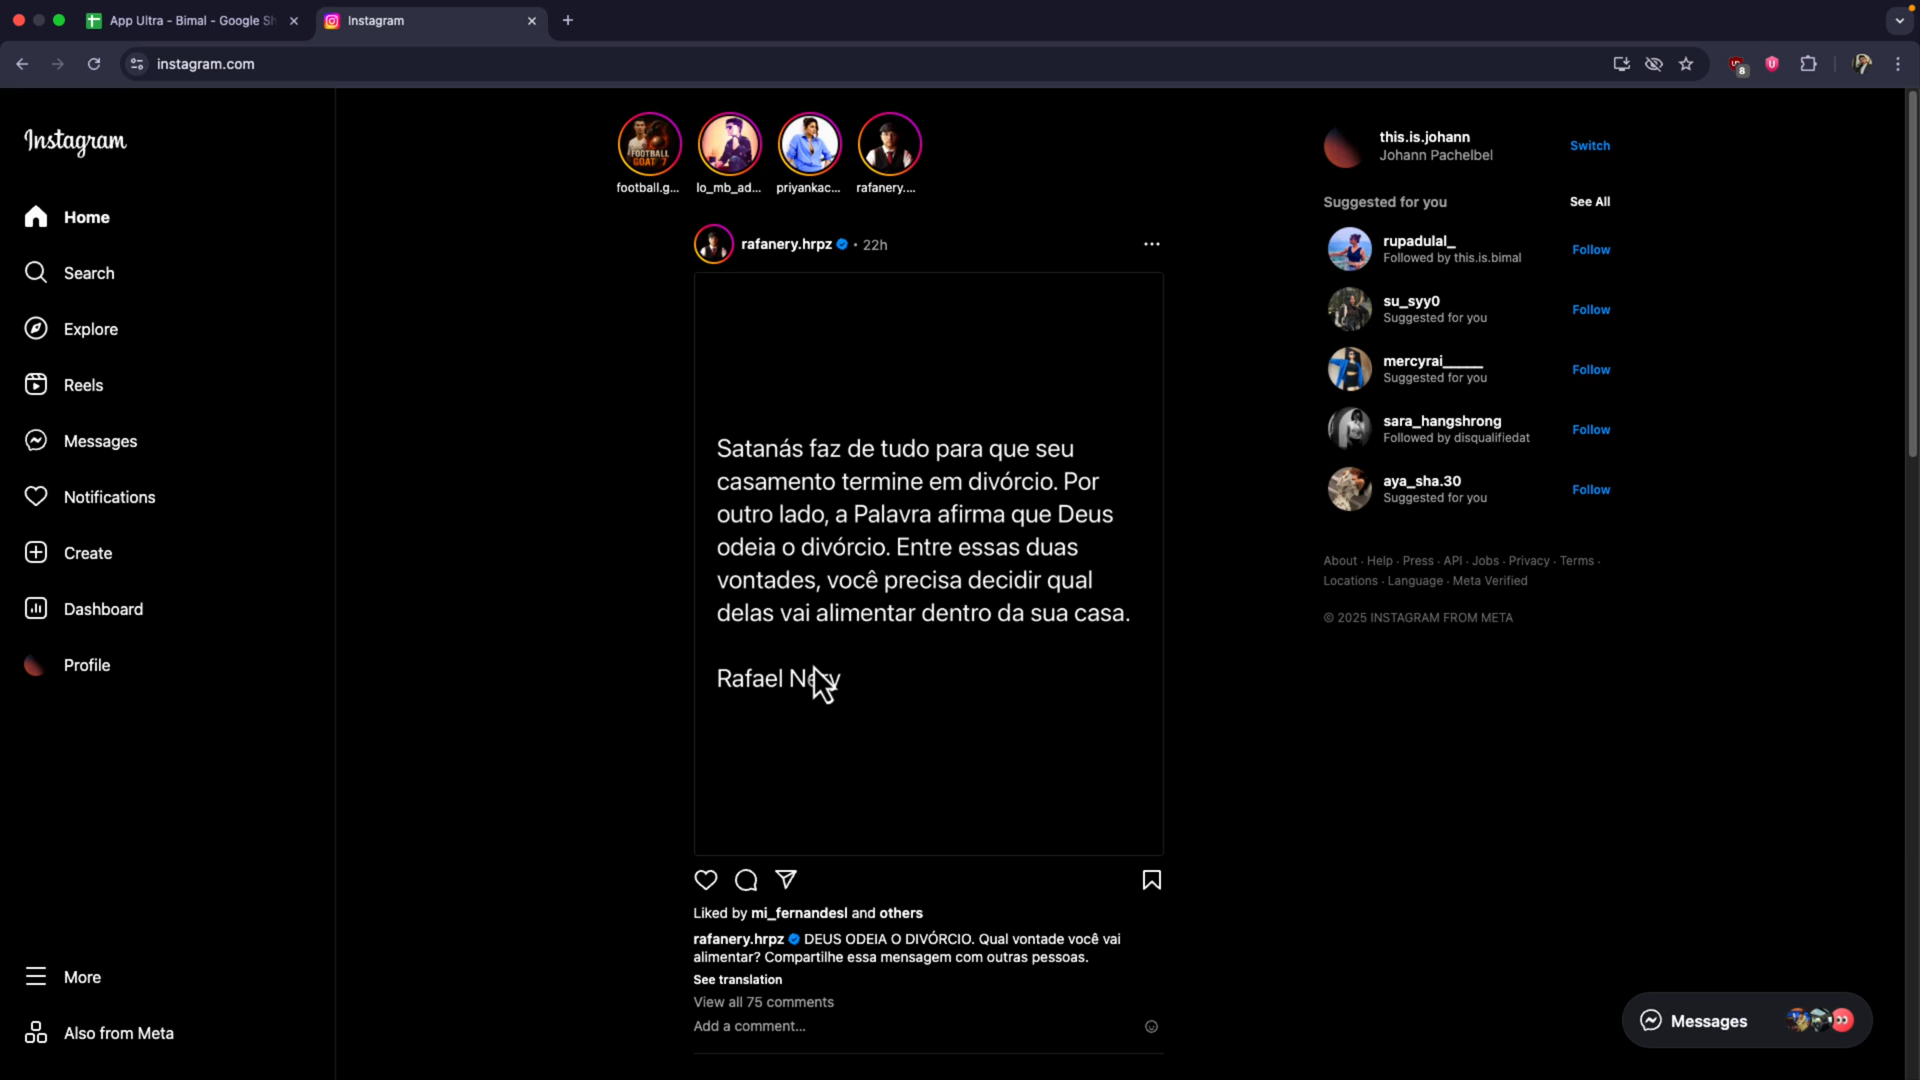 App Ultra - Bimal - Google Sh
Instagram
instagram.com
8
Instagram
Home
Search
Explore
Reels
Messages
Notifications
Create
Dashboard
Profile
More
Also from Meta
FOOTBALL
GOAT 7
football.g...
lo_mb_ad...
priyankac...
rafanery....
rafanery.hrpz • 22h
Satanás faz de tudo para que seu
casamento termine em divórcio. Por
outro lado, a Palavra afirma que Deus
odeia o divórcio. Entre essas duas
vontades, você precisa decidir qual
delas vai alimentar dentro da sua casa.
Rafael Nery
Liked by mi_fernandesl and others
rafanery.hrpz DEUS ODEIA O DIVÓRCIO. Qual vontade você vai
alimentar? Compartilhe essa mensagem com outras pessoas.
See translation
View all 75 comments
Add a comment...
this.is.johann
Johann Pachelbel
Switch
Suggested for you
See All
rupadulal_
Followed by this.is.bimal
Follow
su_syy0
Suggested for you
Follow
mercyrai_____
Suggested for you
Follow
sara_hangshrong
Followed by disqualifiedat
Follow
aya_sha.30
Suggested for you
Follow
About · Help · Press · API · Jobs · Privacy · Terms ·
Locations · Language · Meta Verified
© 2025 INSTAGRAM FROM META
Messages